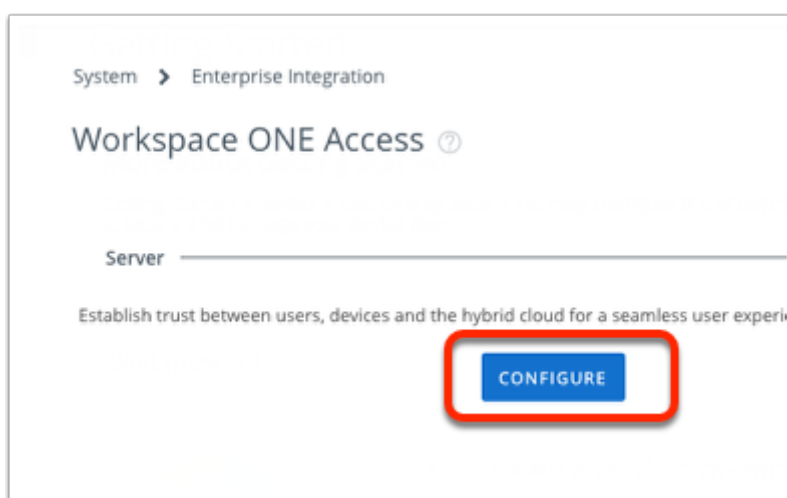 System > Enterprise Integration
Workspace ONE Access ?
Server
Establish trust between users, devices and the hybrid cloud for a seamless user experi
CONFIGURE